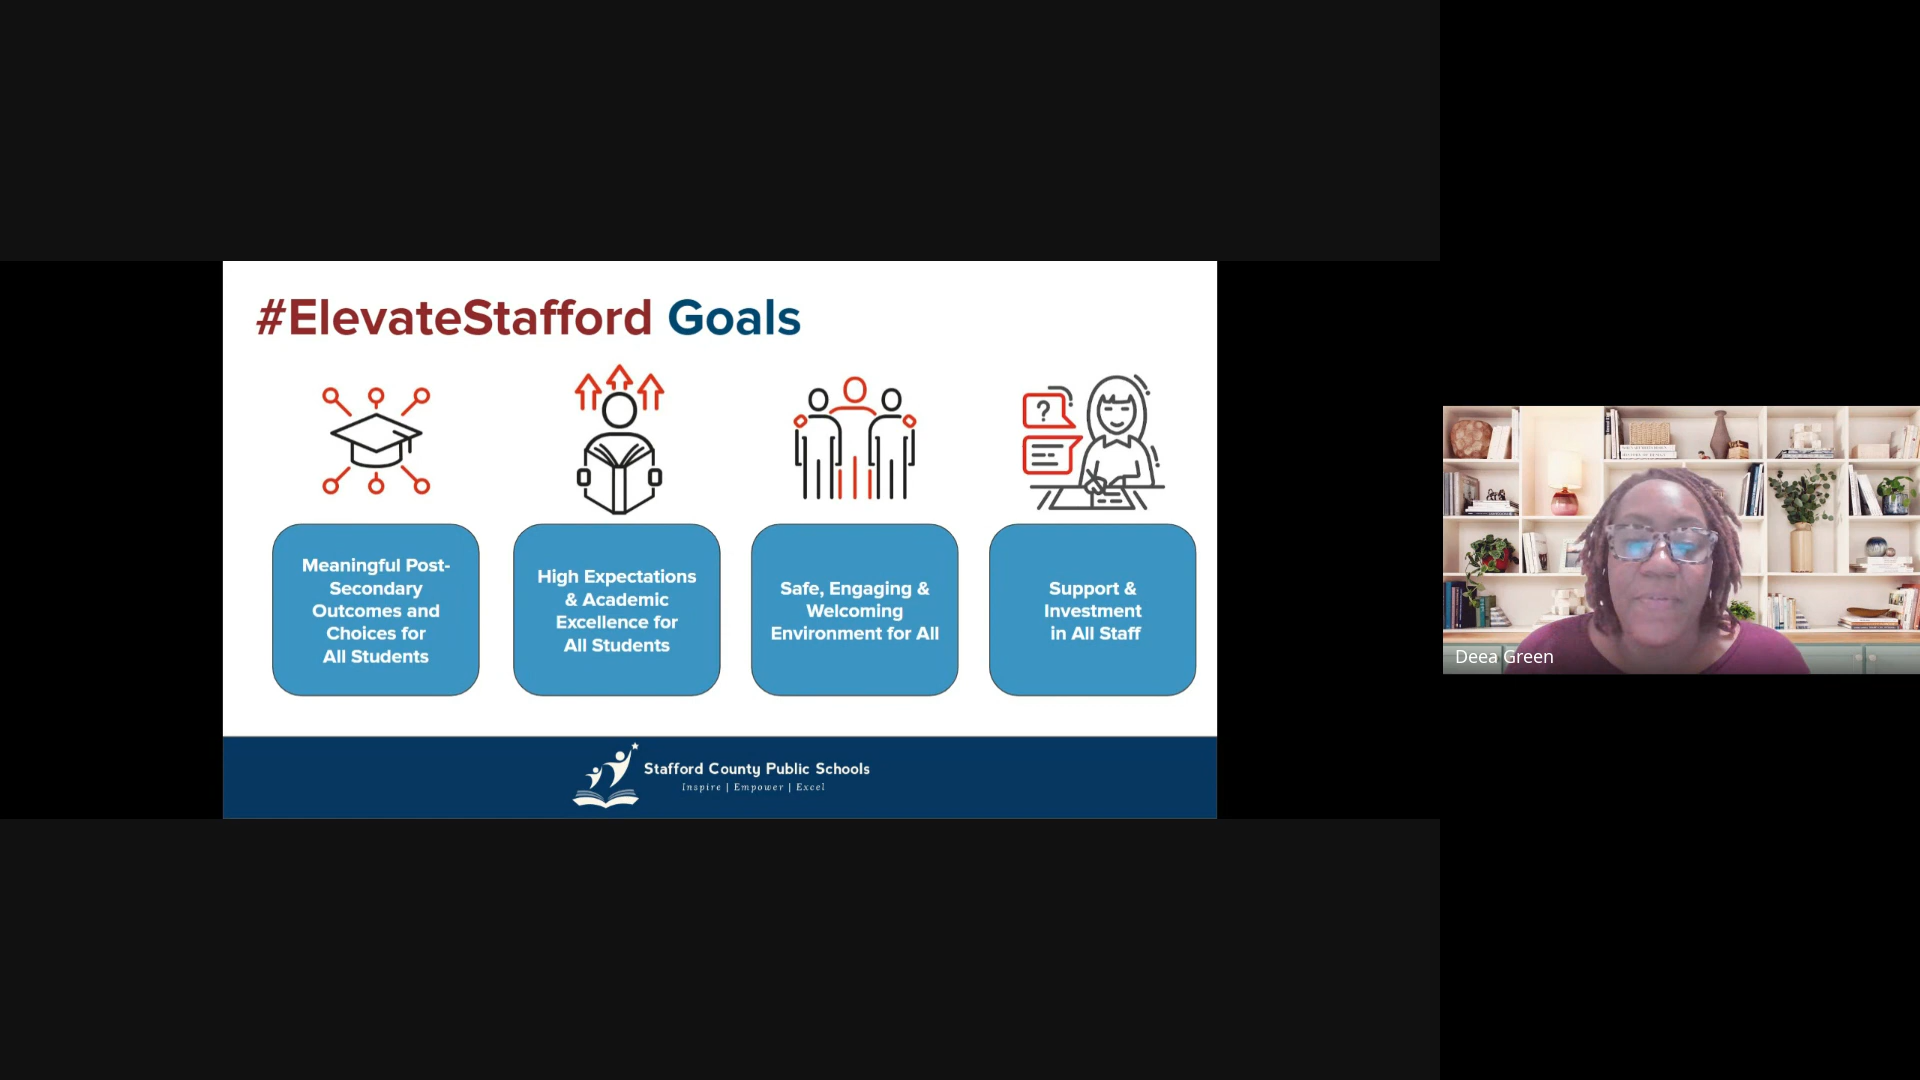 #ElevateStafford Goals
?
Meaningful Post-
Secondary
Outcomes and
Choices for
All Students
High Expectations
& Academic
Excellence for
All Students
Safe, Engaging &
Welcoming
Environment for All
Support &
Investment
in All Staff
Stafford County Public Schools
Inspire | Empower | Excel
Deea Green